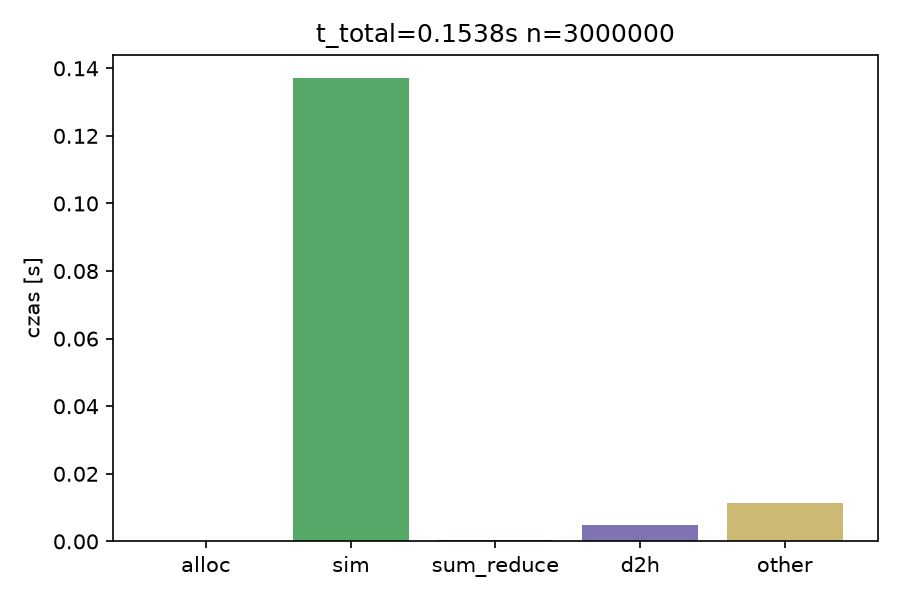 t_total=0.1538s n=3000000
czas [s]
0.14
0.12
0.10
0.08
0.06
0.04
0.02
0.00
alloc sim sum_reduce d2h other